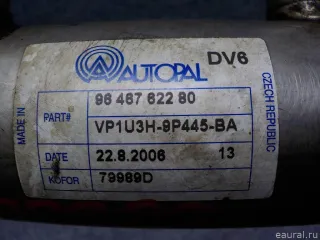 AUTOPAL
DV6
MADE IN
CZECH REPUBLIC
96 467 622 80
PART#
VP1U3H-9P445-BA
DATE
22.8.2006
13
KOFOR
79989D
© eaural.ru